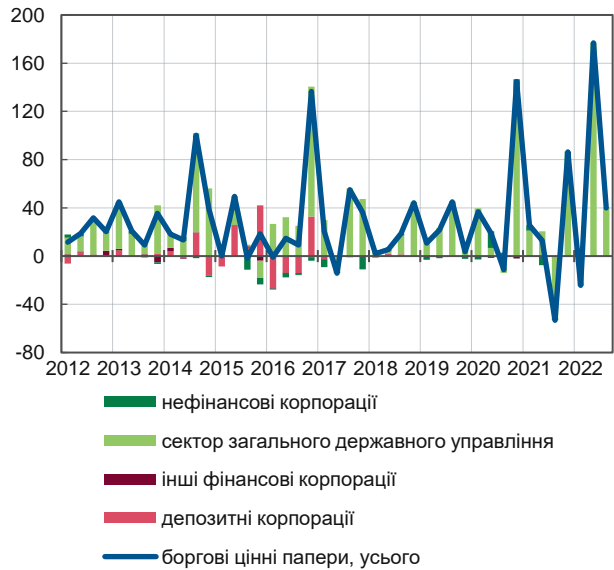 200
160
120
80
40
0
-40
-80
2012 2013 2014 2015 2016 2017 2018 2019 2020 2021 2022
нефінансові корпорації
сектор загального державного управління
інші фінансові корпорації
депозитні корпорації
боргові цінні папери, усього